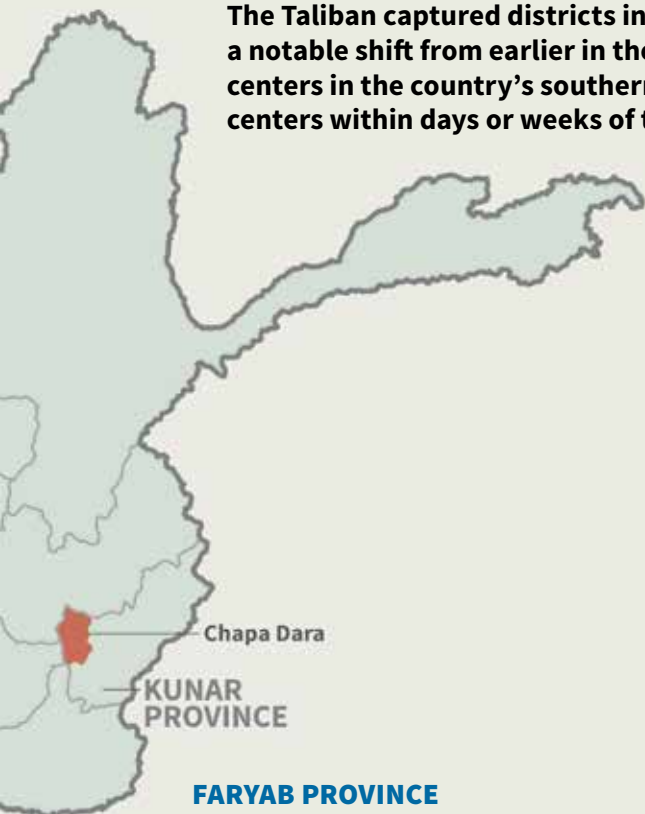 The Taliban captured districts in
a notable shift from earlier in the
centers in the country’s southern
centers within days or weeks of
Chapa Dara
KUNAR
PROVINCE
FARYAB PROVINCE